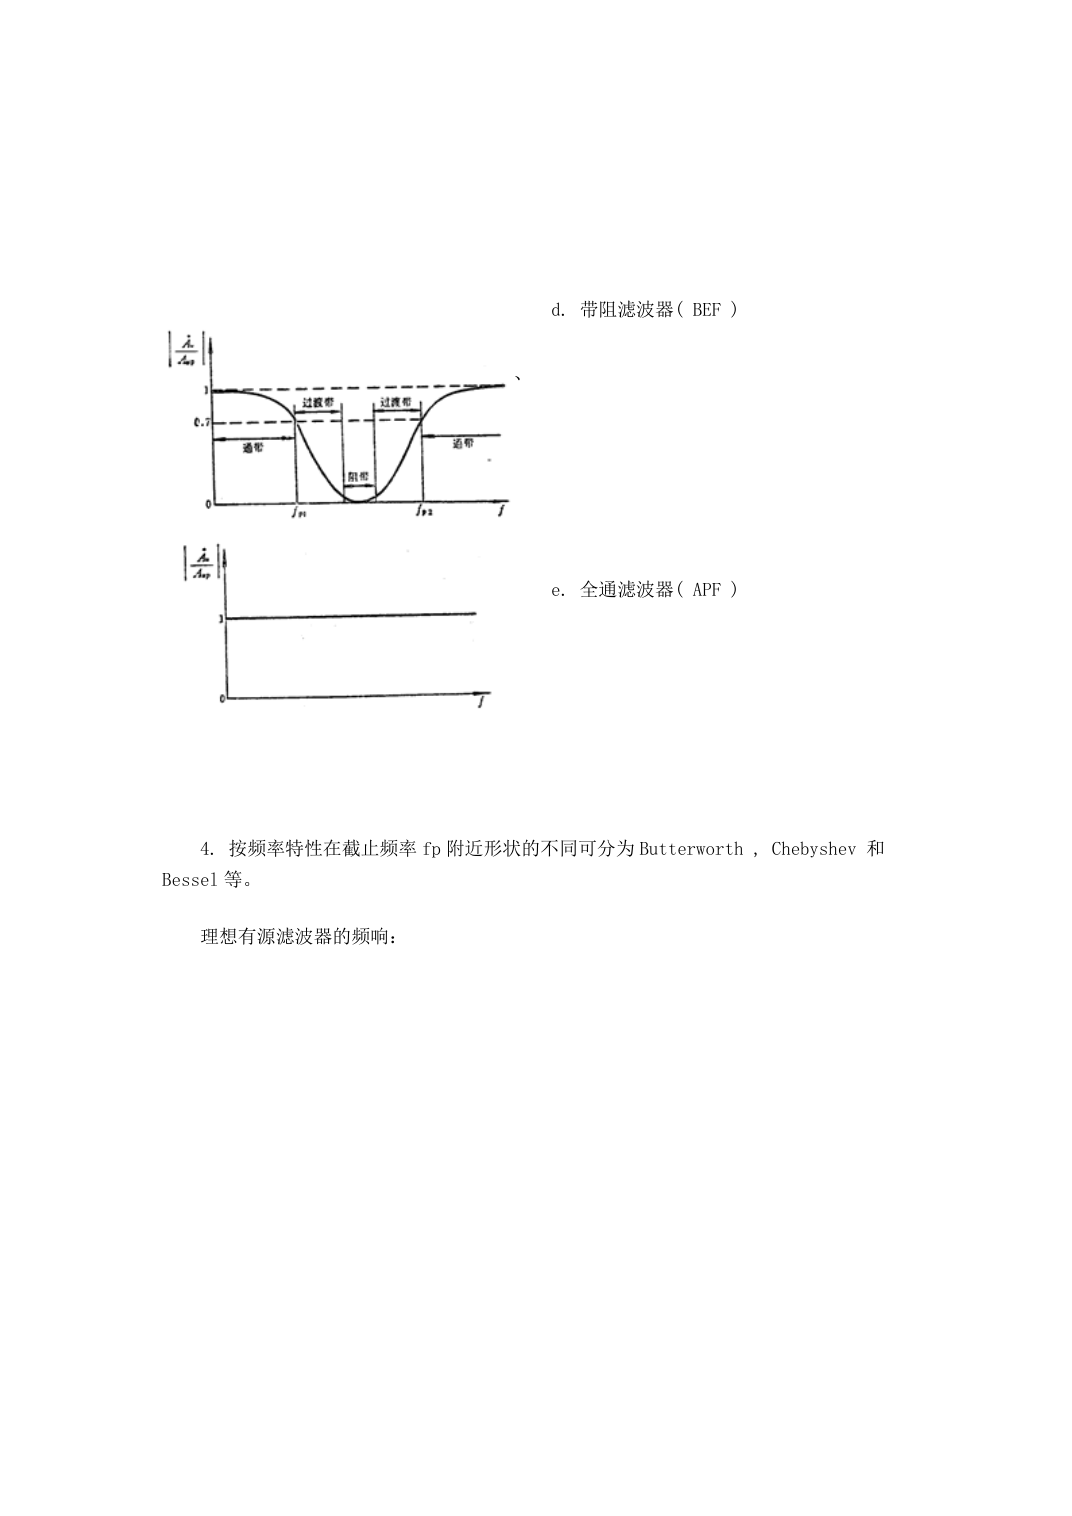 d. 带阻滤波器( BEF )
1
、
过渡带 过渡带
0.7
通带 通带
阻带
0 fp1 fp2 f
e. 全通滤波器( APF )
1
0 f
4. 按频率特性在截止频率 fp 附近形状的不同可分为 Butterworth , Chebyshev 和
Bessel 等。
理想有源滤波器的频响: